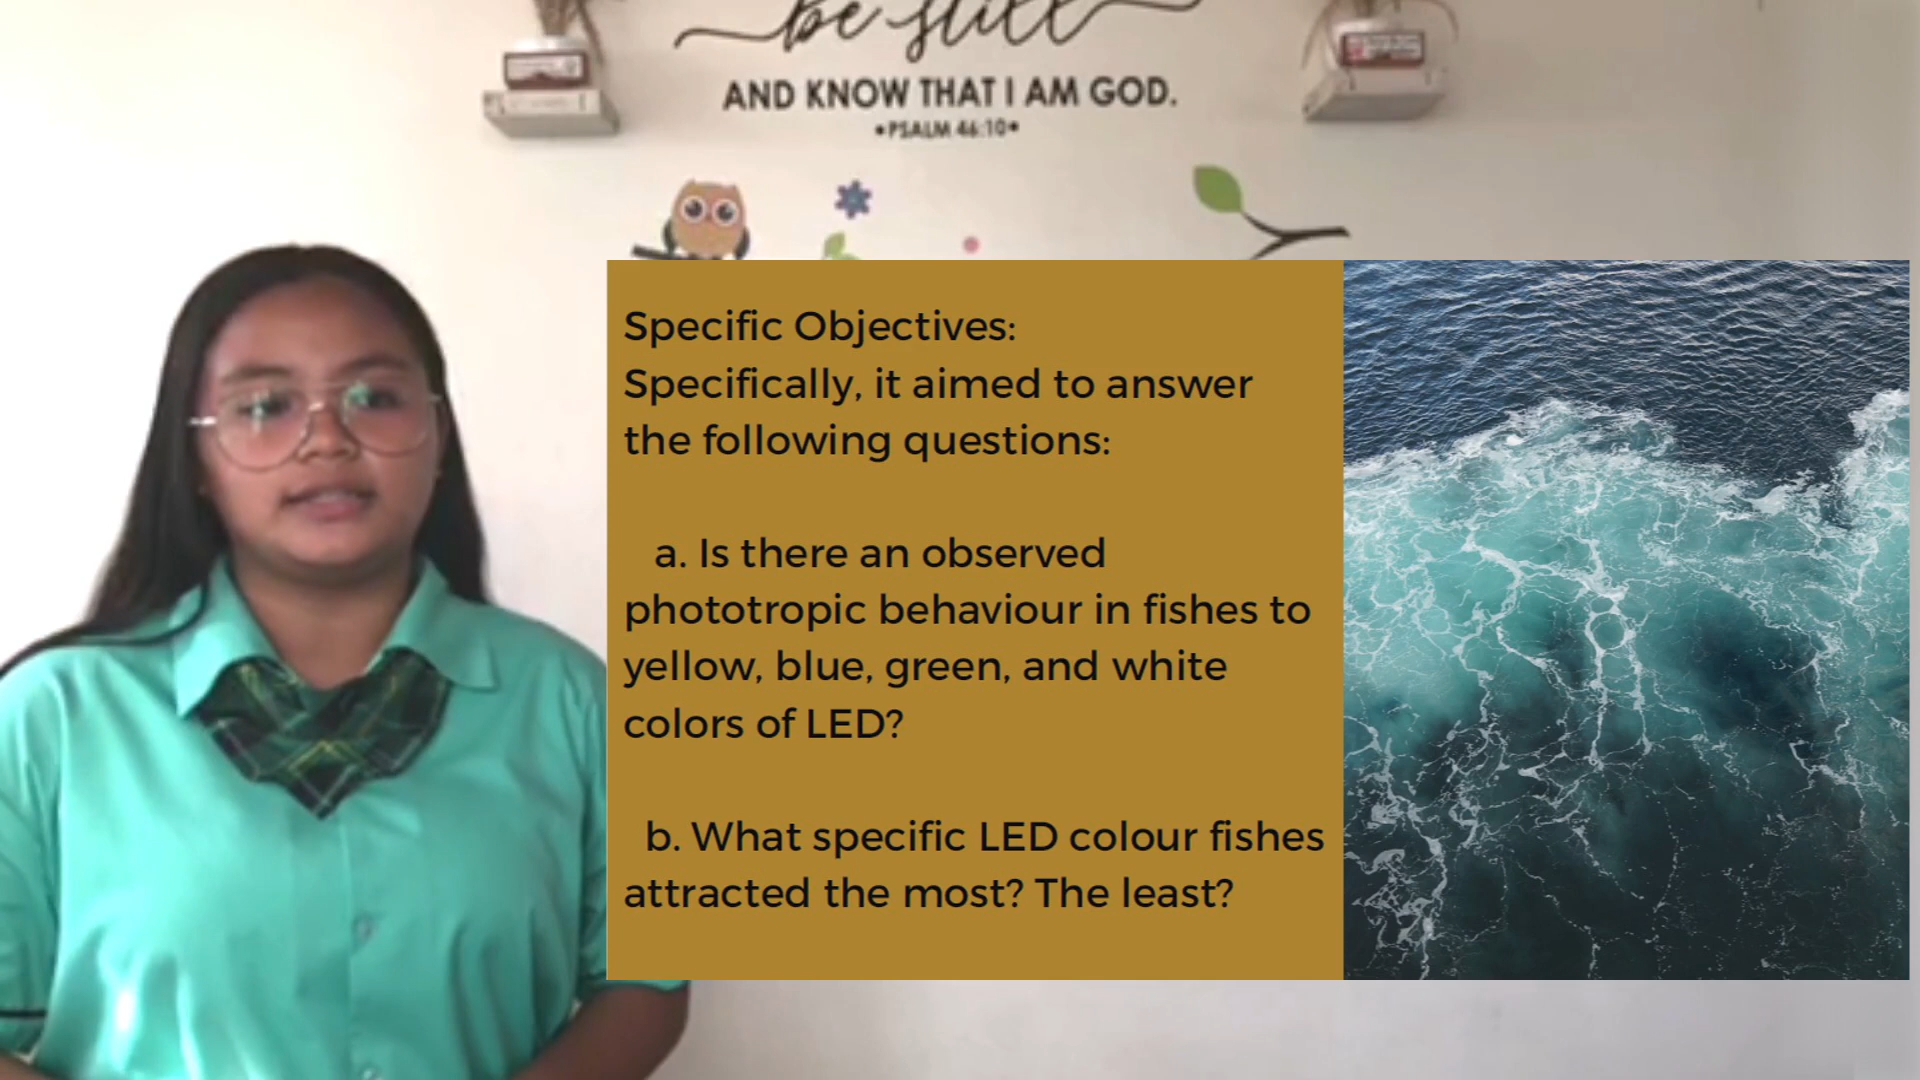 be still
AND KNOW THAT I AM GOD.
•PSALM 46:10•
Specific Objectives:
Specifically, it aimed to answer
the following questions:
a. Is there an observed
phototropic behaviour in fishes to
yellow, blue, green, and white
colors of LED?
b. What specific LED colour fishes
attracted the most? The least?